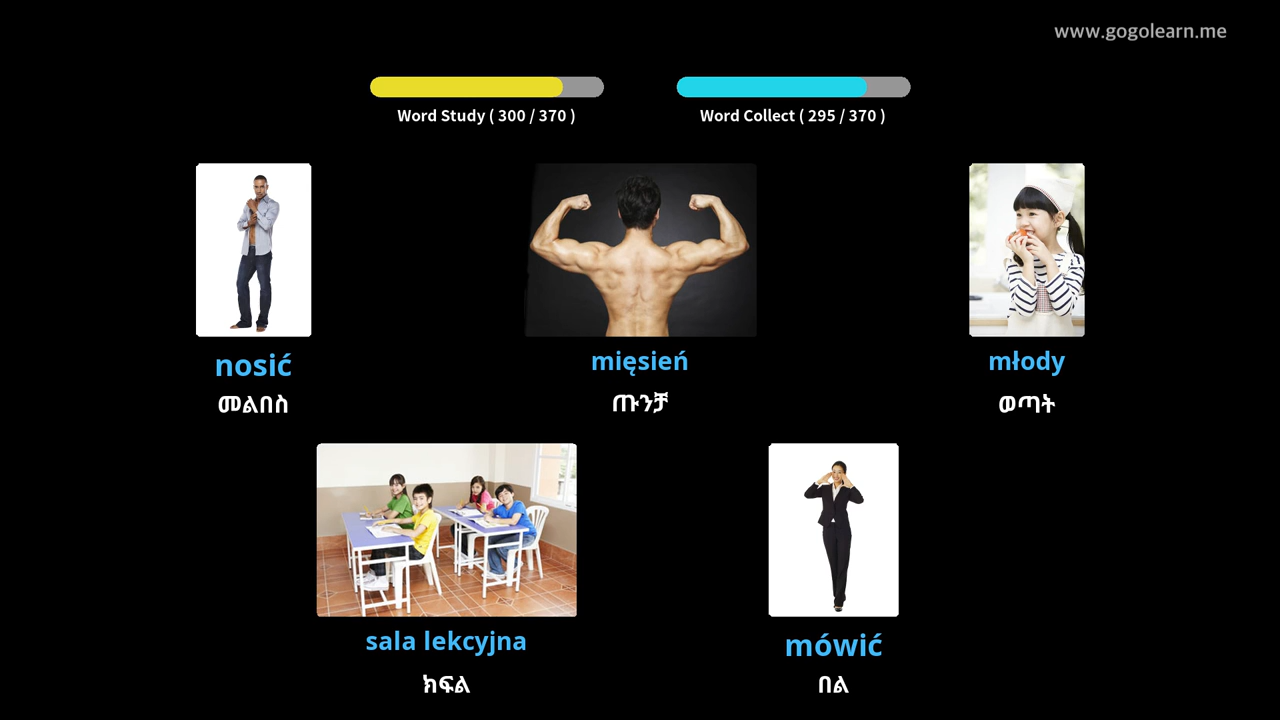 www.gogolearn.me
Word Study ( 300 / 370 )
Word Collect ( 295 / 370 )
nosić
መልበስ
mięsień
ጡንቻ
młody
ወጣት
sala lekcyjna
ክፍል
mówić
በል